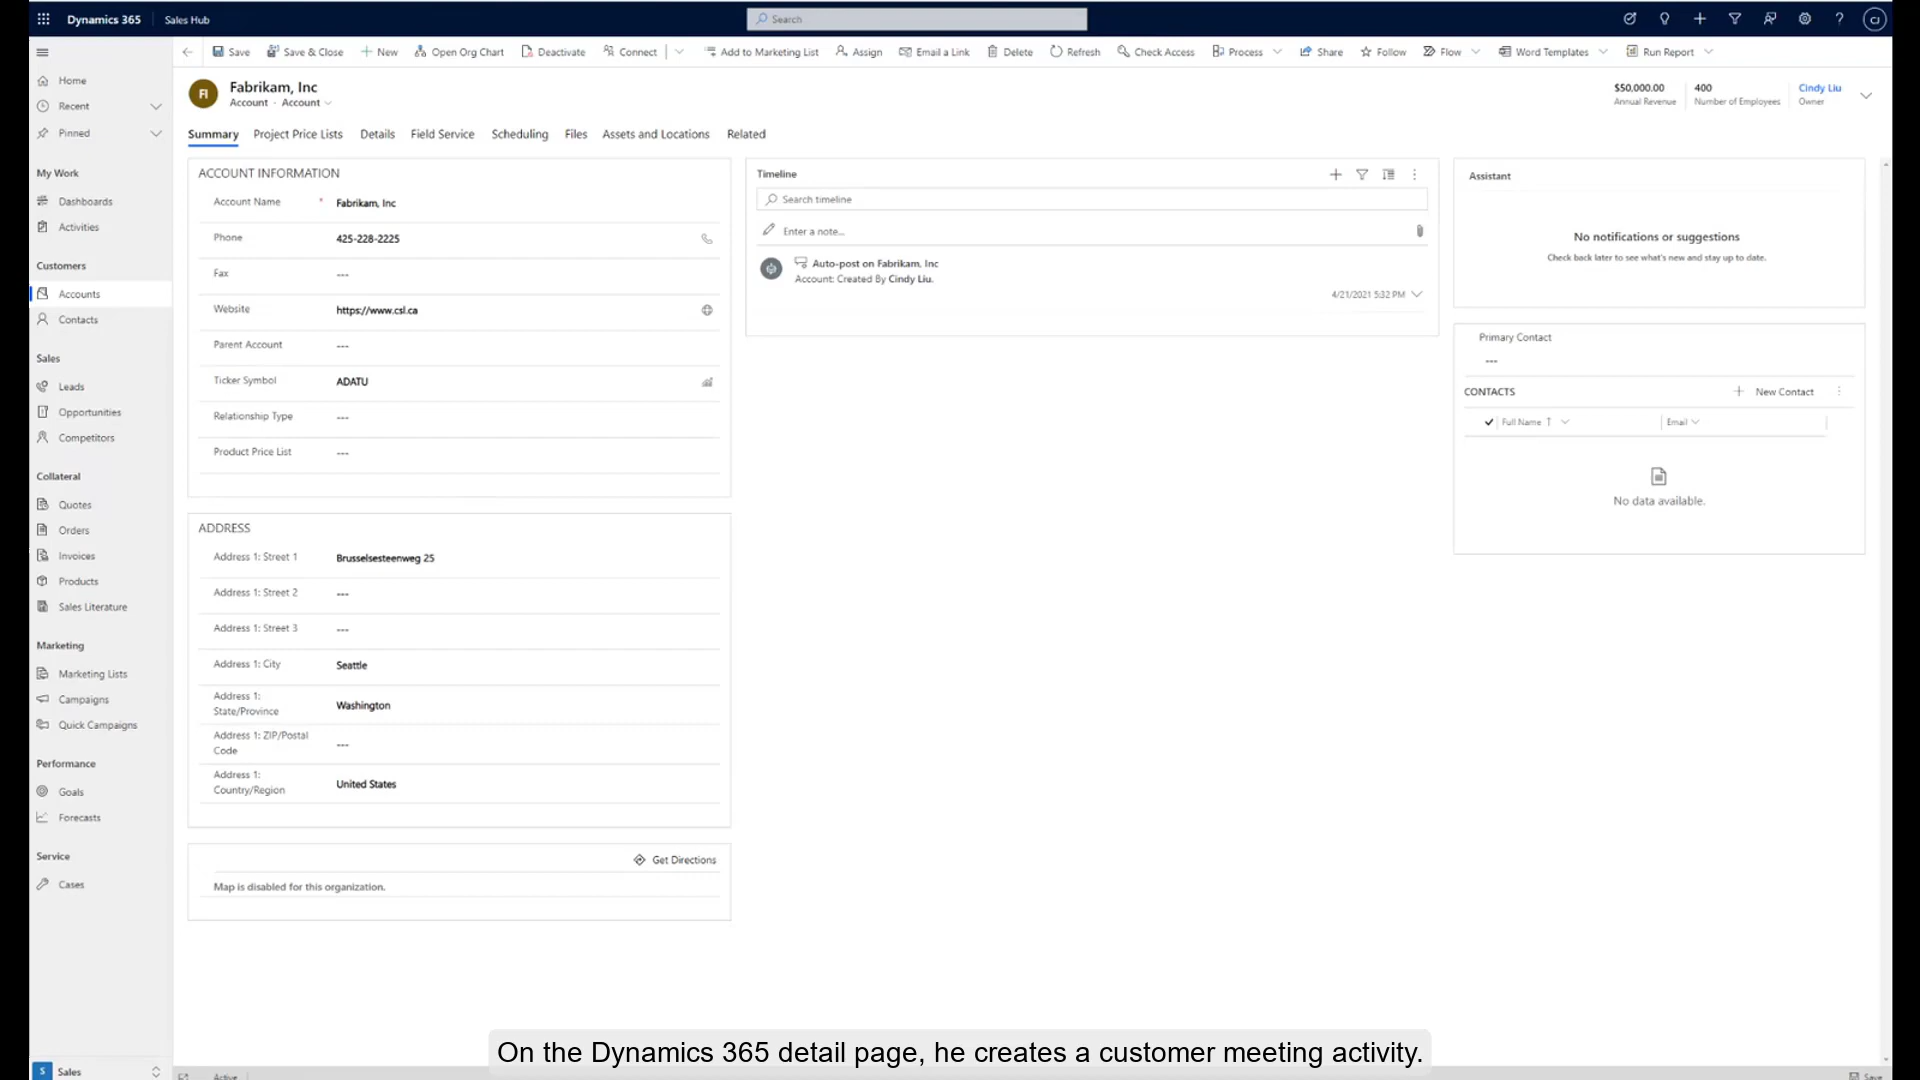 Dynamics 365 Sales Hub Search CJ
Save Save & Close New Open Org Chart Deactivate Connect Add to Marketing List Assign Email a Link Delete Refresh Check Access Process Share Follow Flow Word Templates Run Report
Home
Recent
Pinned
My Work
Dashboards
Activities
Customers
Accounts
Contacts
Sales
Leads
Opportunities
Competitors
Collateral
Quotes
Orders
Invoices
Products
Sales Literature
Marketing
Marketing Lists
Campaigns
Quick Campaigns
Performance
Goals
Forecasts
Service
Cases
S Sales
FI Fabrikam, Inc
Account · Account
$50,000.00
Annual Revenue
400
Number of Employees
Cindy Liu
Owner
Summary Project Price Lists Details Field Service Scheduling Files Assets and Locations Related
ACCOUNT INFORMATION
Account Name * Fabrikam, Inc
Phone 425-228-2225
Fax ---
Website https://www.csl.ca
Parent Account ---
Ticker Symbol ADATU
Relationship Type ---
Product Price List ---
ADDRESS
Address 1: Street 1 Brusselsesteenweg 25
Address 1: Street 2 ---
Address 1: Street 3 ---
Address 1: City Seattle
Address 1:
State/Province Washington
Address 1: ZIP/Postal
Code ---
Address 1:
Country/Region United States
Get Directions
Map is disabled for this organization.
Timeline
Search timeline
Enter a note...
Auto-post on Fabrikam, Inc
Account: Created By Cindy Liu.
4/21/2021 5:32 PM
Assistant
No notifications or suggestions
Check back later to see what's new and stay up to date.
Primary Contact
---
CONTACTS New Contact
Full Name Email
No data available.
On the Dynamics 365 detail page, he creates a customer meeting activity.
Active Save